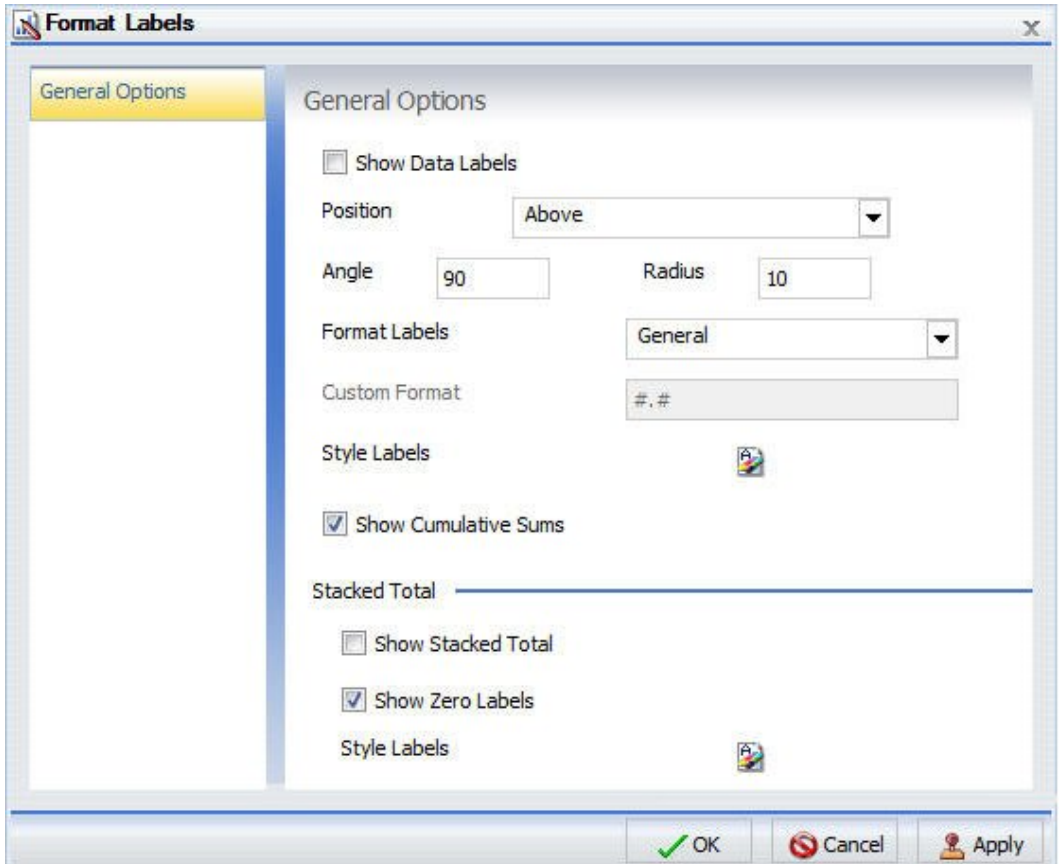 Format Labels
x
General Options
General Options
Show Data Labels
Position Above
Angle 90 Radius 10
Format Labels General
Custom Format #.#
Style Labels
Show Cumulative Sums
Stacked Total
Show Stacked Total
Show Zero Labels
Style Labels
OK Cancel Apply